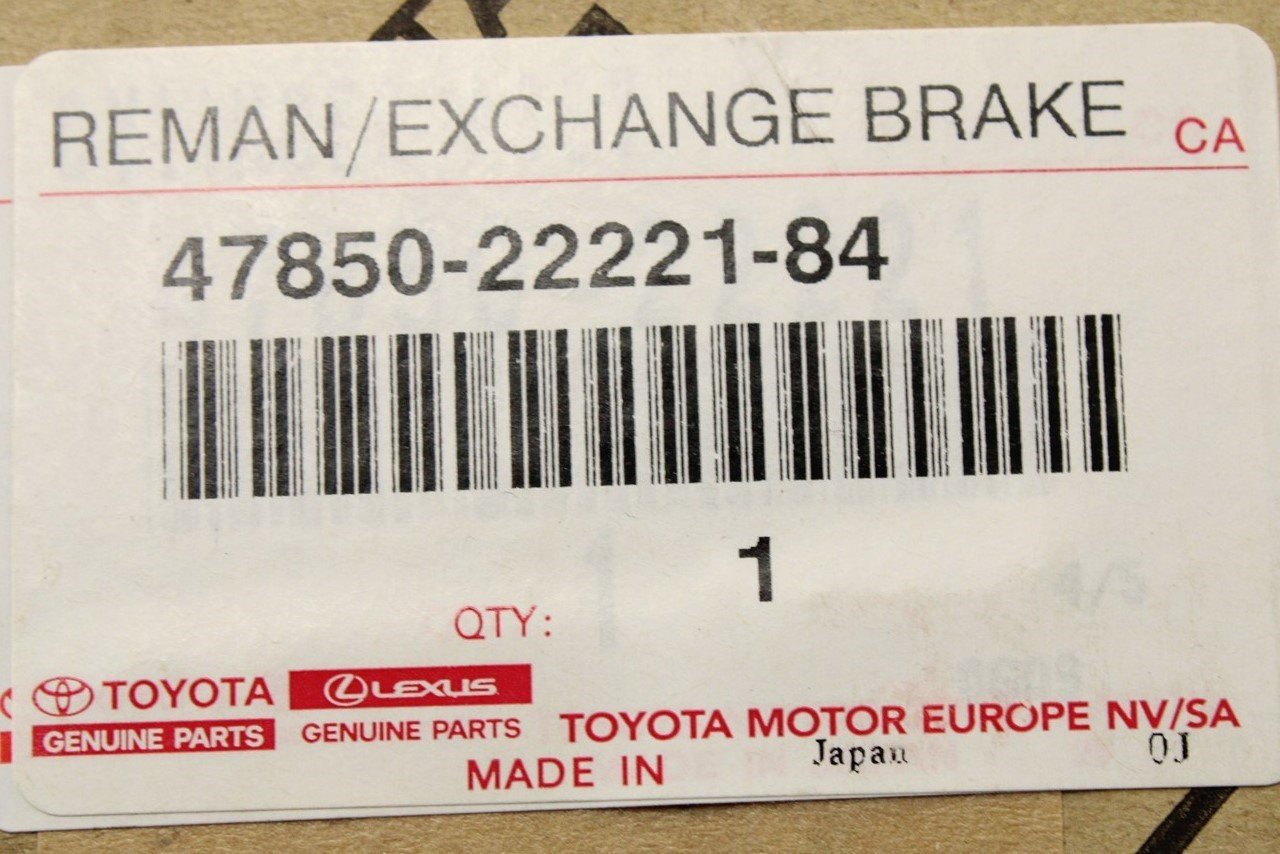 REMAN/EXCHANGE BRAKE CA
47850-22221-84
1
QTY:
TOYOTA LEXUS
GENUINE PARTS GENUINE PARTS TOYOTA MOTOR EUROPE NV/SA
MADE IN Japan OJ